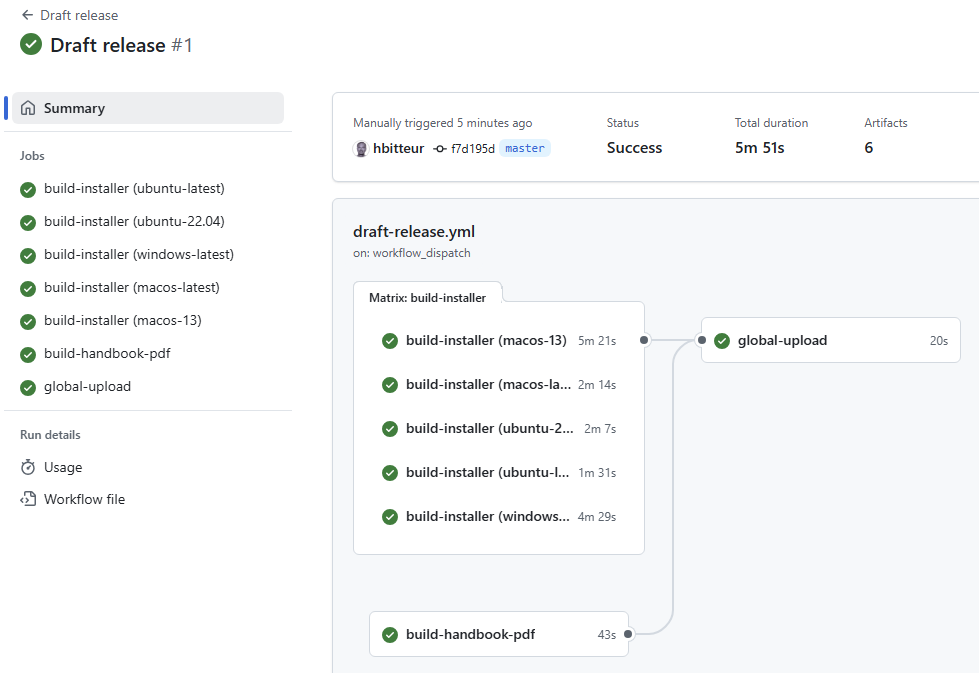 ← Draft release
Draft release #1
Summary
Jobs
build-installer (ubuntu-latest)
build-installer (ubuntu-22.04)
build-installer (windows-latest)
build-installer (macos-latest)
build-installer (macos-13)
build-handbook-pdf
global-upload
Run details
Usage
Workflow file
Manually triggered 5 minutes ago
hbitteur f7d195d master
Status
Success
Total duration
5m 51s
Artifacts
6
draft-release.yml
on: workflow_dispatch
Matrix: build-installer
build-installer (macos-13) 5m 21s
build-installer (macos-la... 2m 14s
build-installer (ubuntu-2... 2m 7s
build-installer (ubuntu-l... 1m 31s
build-installer (windows... 4m 29s
build-handbook-pdf 43s
global-upload 20s